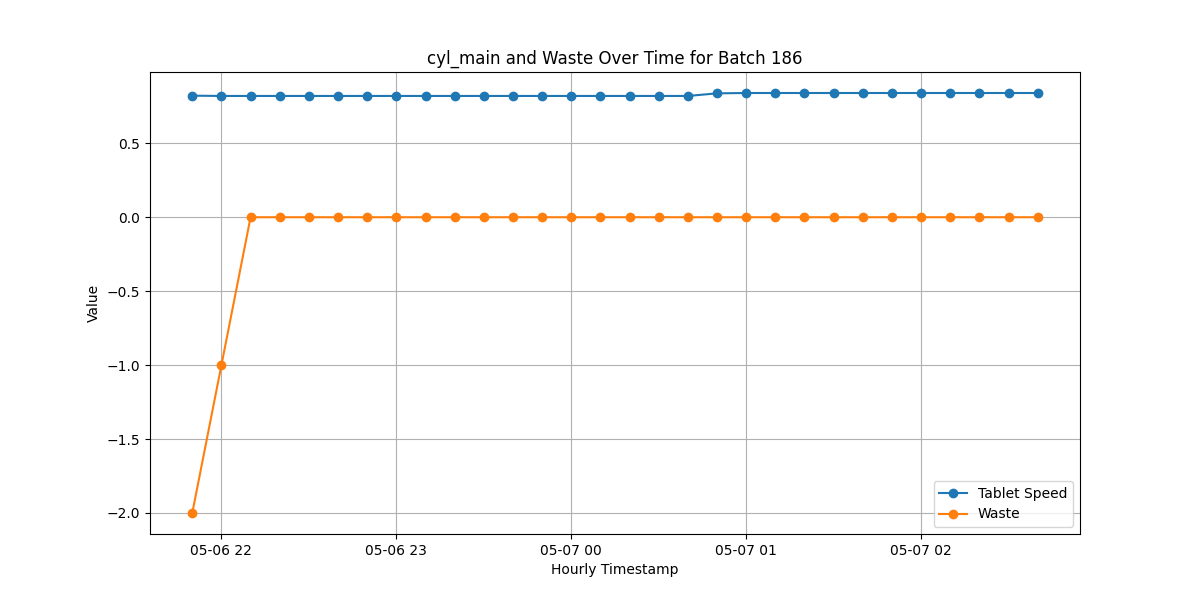 cyl_main and Waste Over Time for Batch 186
0.5
0.0
−0.5
−1.0
−1.5
−2.0
Value
05-06 22 05-06 23 05-07 00 05-07 01 05-07 02
Hourly Timestamp
Tablet Speed
Waste